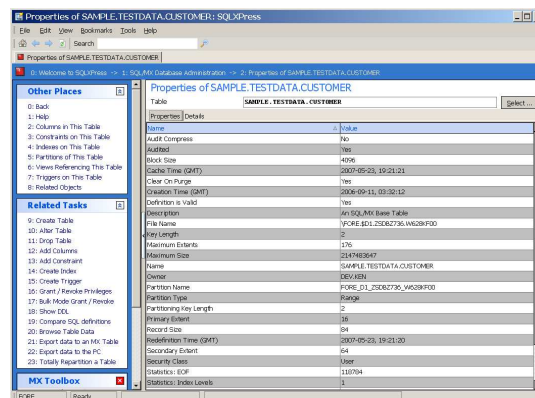 Properties of SAMPLE.TESTDATA.CUSTOMER: SQLXPress
File Edit View Bookmarks Tools Help
Search
Properties of SAMPLE.TESTDATA.CUSTOMER
0: Welcome to SQLXPress -> 1: SQL/MX Database Administration -> 2: Properties of SAMPLE.TESTDATA.CUSTOMER
Other Places
0: Back
1: Help
2: Columns in This Table
3: Constraints on This Table
4: Indexes on This Table
5: Partitions of This Table
6: Views Referencing This Table
7: Triggers on This Table
8: Related Objects
Related Tasks
9: Create Table
10: Alter Table
11: Drop Table
12: Add Columns
13: Add Constraint
14: Create Index
15: Create Trigger
16: Grant / Revoke Privileges
17: Bulk Mode Grant / Revoke
18: Show DDL
19: Compare SQL definitions
20: Browse Table Data
21: Export data to an MX Table
22: Export data to the PC
23: Totally Repartition a Table
MX Toolbox
Properties of SAMPLE.TESTDATA.CUSTOMER
Table SAMPLE.TESTDATA.CUSTOMER Select ...
Properties Details
Name Value
Audit Compress No
Audited Yes
Block Size 4096
Cache Time (GMT) 2007-05-23, 19:21:21
Clear On Purge Yes
Creation Time (GMT) 2006-09-11, 03:32:12
Definition is Valid Yes
Description An SQL/MX Base Table
File Name \FORE.$D1.ZSDBZ736.W628KF00
Key Length 2
Maximum Extents 176
Maximum Size 2147483647
Name SAMPLE.TESTDATA.CUSTOMER
Owner DEV.KEN
Partition Name FORE_D1_ZSDBZ736_W628KF00
Partition Type Range
Partitioning Key Length 2
Primary Extent 16
Record Size 84
Redefinition Time (GMT) 2007-05-23, 19:21:20
Secondary Extent 64
Security Class User
Statistics: EOF 118784
Statistics: Index Levels 1
FORE Ready